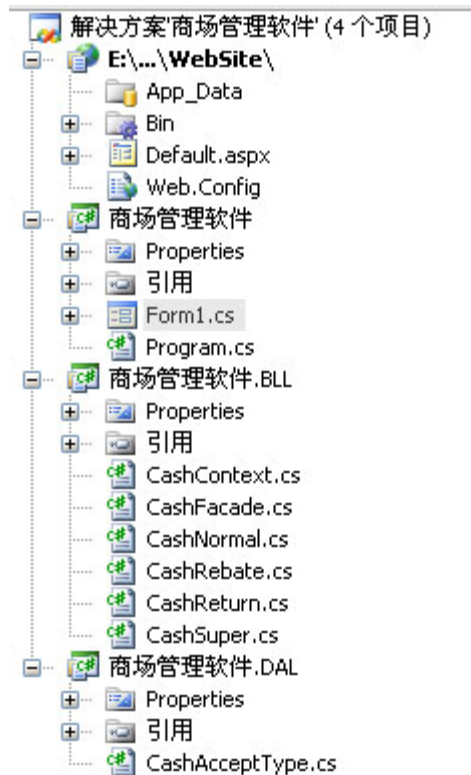 解决方案'商场管理软件' (4 个项目)
E:\...\WebSite\
App_Data
Bin
Default.aspx
Web.Config
商场管理软件
Properties
引用
Form1.cs
Program.cs
商场管理软件.BLL
Properties
引用
CashContext.cs
CashFacade.cs
CashNormal.cs
CashRebate.cs
CashReturn.cs
CashSuper.cs
商场管理软件.DAL
Properties
引用
CashAcceptType.cs